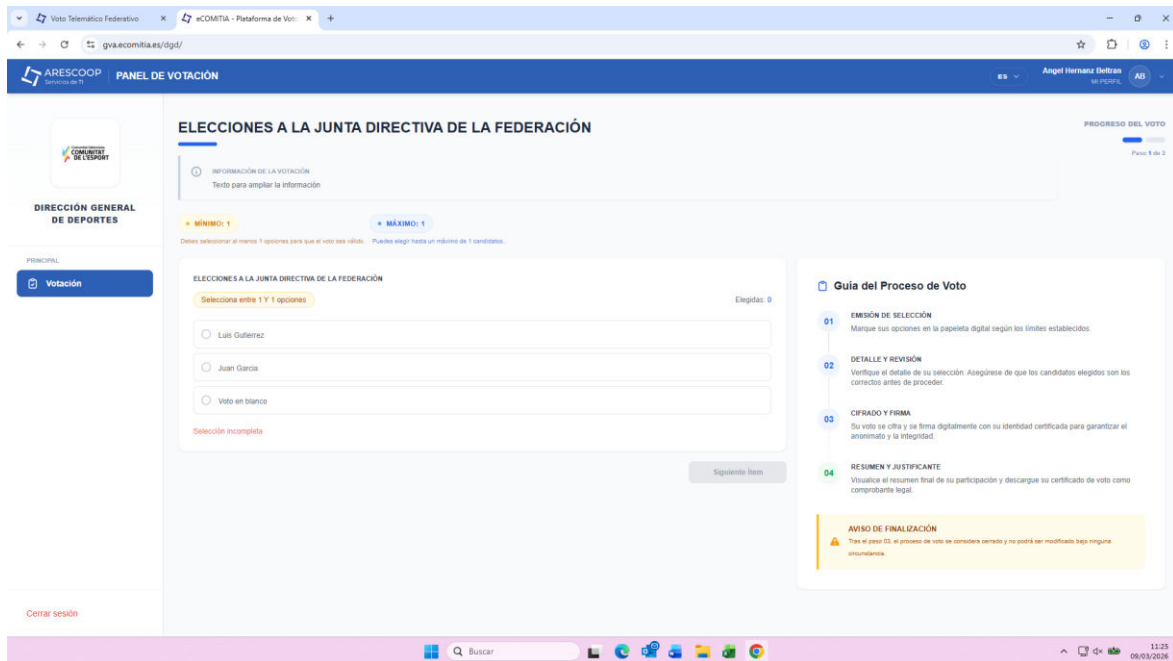 Voto Telemático Federativo
eCOMITIA - Plataforma de Vot
gva.ecomitia.es/dgd/
ARESCOOP
Servicios de TI
PANEL DE VOTACIÓN
ES
Angel Hernanz Beltran
MI PERFIL
AB
COMUNITAT
DE L'ESPORT
DIRECCIÓN GENERAL
DE DEPORTES
PRINCIPAL
Votación
Cerrar sesión
ELECCIONES A LA JUNTA DIRECTIVA DE LA FEDERACIÓN
PROGRESO DEL VOTO
Paso 1 de 3
INFORMACIÓN DE LA VOTACIÓN
Texto para ampliar la información
MÍNIMO: 1
Debes seleccionar al menos 1 opciones para que el voto sea válido.
MÁXIMO: 1
Puedes elegir hasta un máximo de 1 candidatos.
ELECCIONES A LA JUNTA DIRECTIVA DE LA FEDERACIÓN
Selecciona entre 1 Y 1 opciones
Elegidas: 0
Luis Gutierrez
Juan Garcia
Voto en blanco
Selección incompleta
Siguiente Ítem
Guía del Proceso de Voto
01
EMISIÓN DE SELECCIÓN
Marque sus opciones en la papeleta digital según los límites establecidos.
02
DETALLE Y REVISIÓN
Verifique el detalle de su selección. Asegúrese de que los candidatos elegidos son los
correctos antes de proceder.
03
CIFRADO Y FIRMA
Su voto se cifra y se firma digitalmente con su identidad certificada para garantizar el
anonimato y la integridad.
04
RESUMEN Y JUSTIFICANTE
Visualice el resumen final de su participación y descargue su certificado de voto como
comprobante legal.
AVISO DE FINALIZACIÓN
Tras el paso 03, el proceso de voto se considera cerrado y no podrá ser modificado bajo ninguna
circunstancia.
Buscar
11:25
09/03/2026